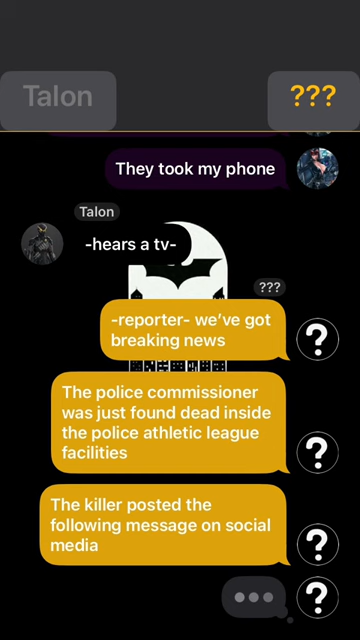 Talon
???
They took my phone
Talon
-hears a tv-
???
-reporter- we’ve got
breaking news
?
The police commissioner
was just found dead inside
the police athletic league
facilities
?
The killer posted the
following message on social
media
?
?